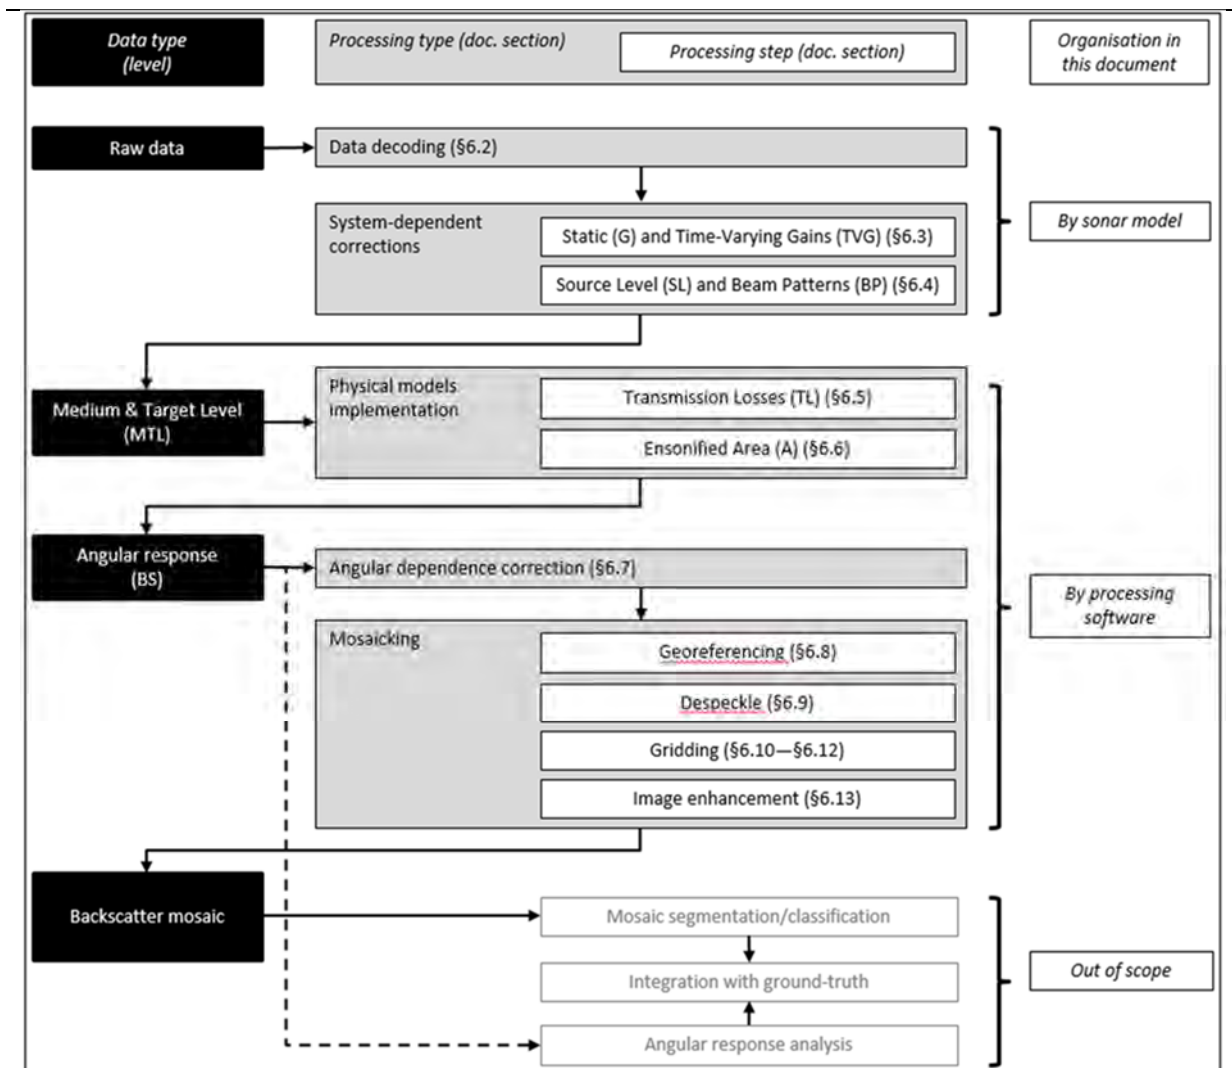 Data type
(level)
Processing type (doc. section)
Processing step (doc. section)
Organisation in
this document
Raw data
Data decoding (§6.2)
System-dependent
corrections
Static (G) and Time-Varying Gains (TVG) (§6.3)
Source Level (SL) and Beam Patterns (BP) (§6.4)
By sonar model
Medium & Target Level
(MTL)
Physical models
implementation
Transmission Losses (TL) (§6.5)
Ensonified Area (A) (§6.6)
Angular response
(BS)
Angular dependence correction (§6.7)
Mosaicking
Georeferencing (§6.8)
Despeckle (§6.9)
Gridding (§6.10—§6.12)
Image enhancement (§6.13)
By processing
software
Backscatter mosaic
Mosaic segmentation/classification
Integration with ground-truth
Angular response analysis
Out of scope